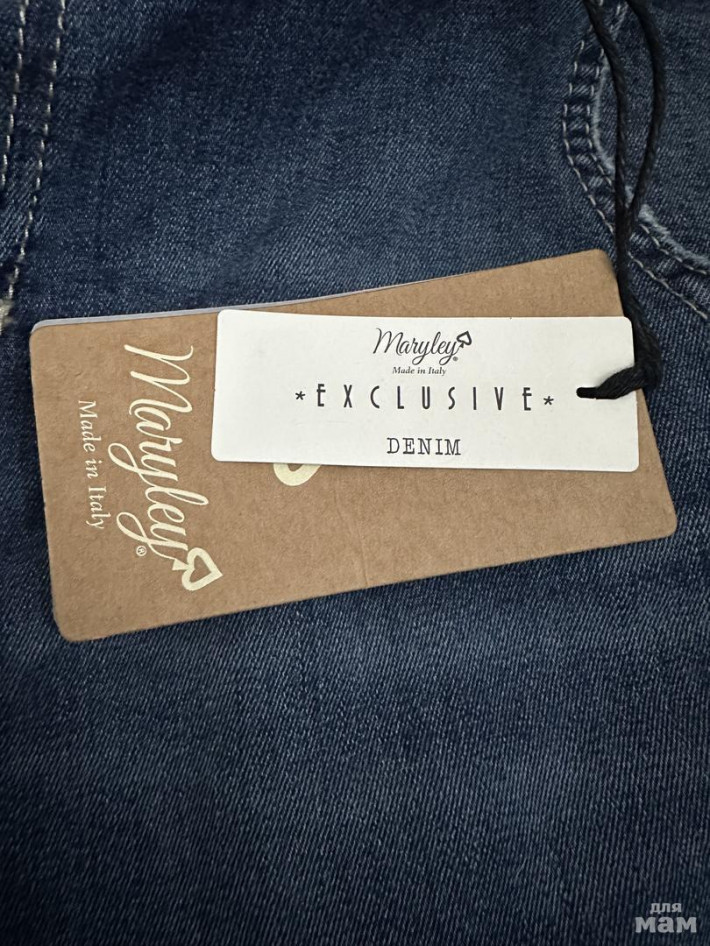 Maryley®
Made in Italy
*EXCLUSIVE*
DENIM
Maryley®
Made in Italy
для
мам